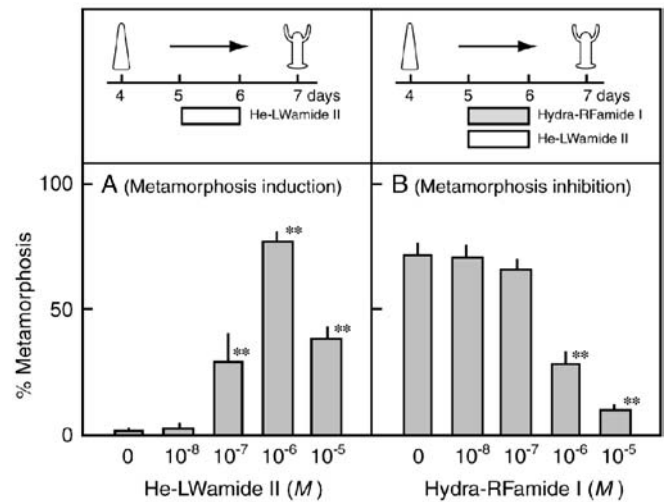 4 5 6 7 days
He-LWamide II
4 5 6 7 days
Hydra-RFamide I
He-LWamide II
A (Metamorphosis induction)
B (Metamorphosis inhibition)
% Metamorphosis
100
50
0
**
**
**
**
**
0 10⁻⁸ 10⁻⁷ 10⁻⁶ 10⁻⁵
He-LWamide II (M)
0 10⁻⁸ 10⁻⁷ 10⁻⁶ 10⁻⁵
Hydra-RFamide I (M)